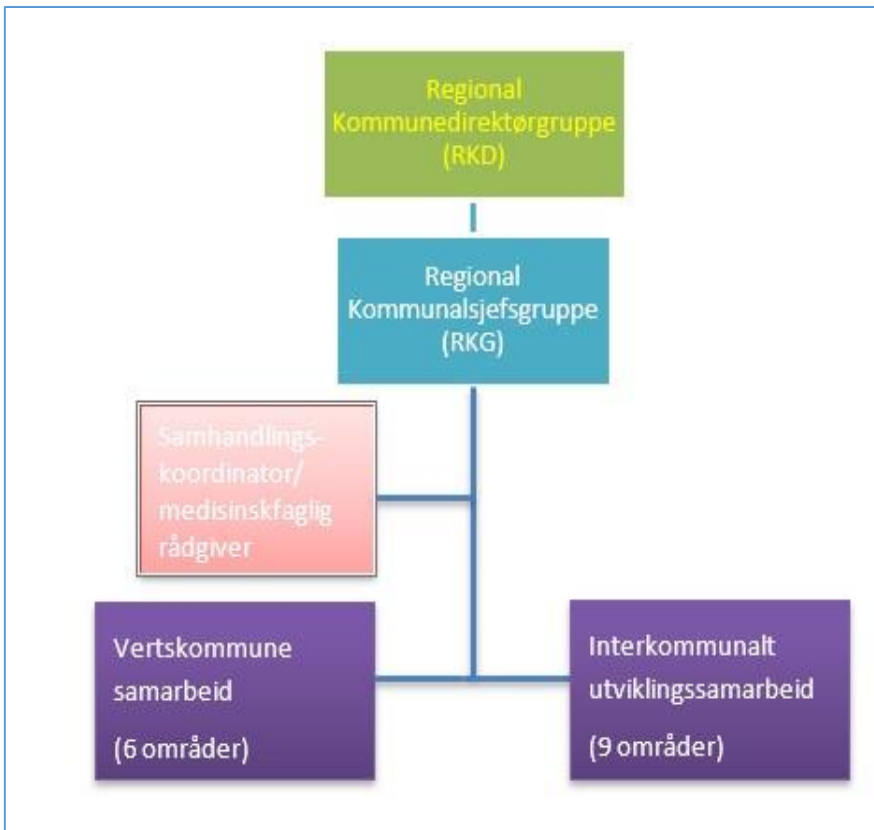 Regional
Kommunedirektørgruppe
(RKD)
Regional
Kommunalsjefsgruppe
(RKG)
Samhandlings-
koordinator/
medisinskfaglig
rådgiver
Vertskommune
samarbeid
(6 områder)
Interkommunalt
utviklingssamarbeid
(9 områder)